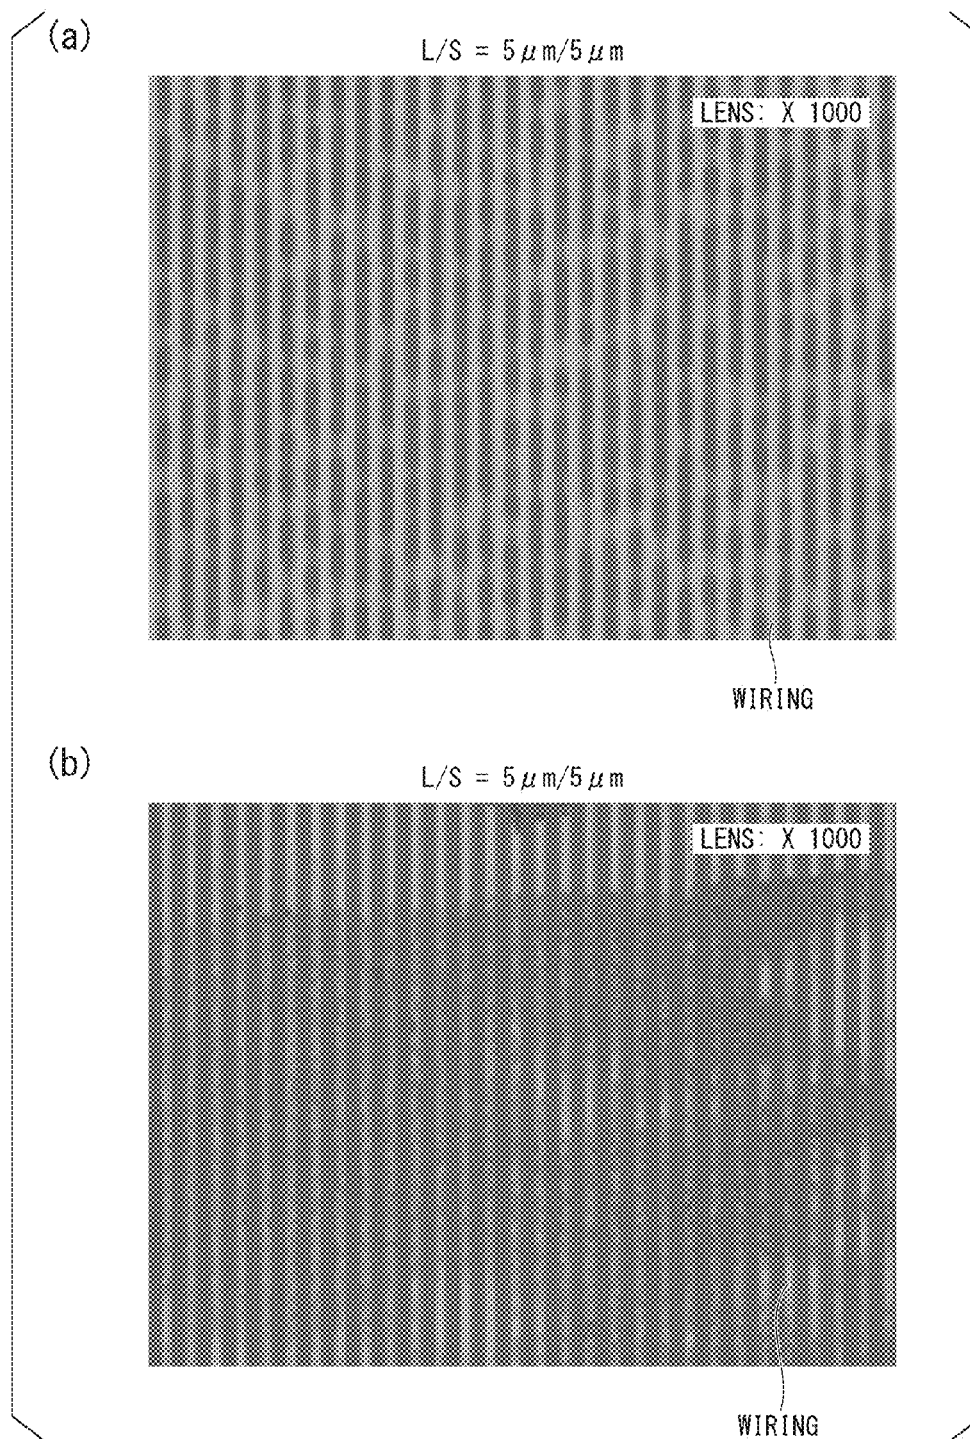 (a)
L/S = 5μm/5μm
LENS: X 1000
WIRING
(b)
L/S = 5μm/5μm
LENS: X 1000
WIRING